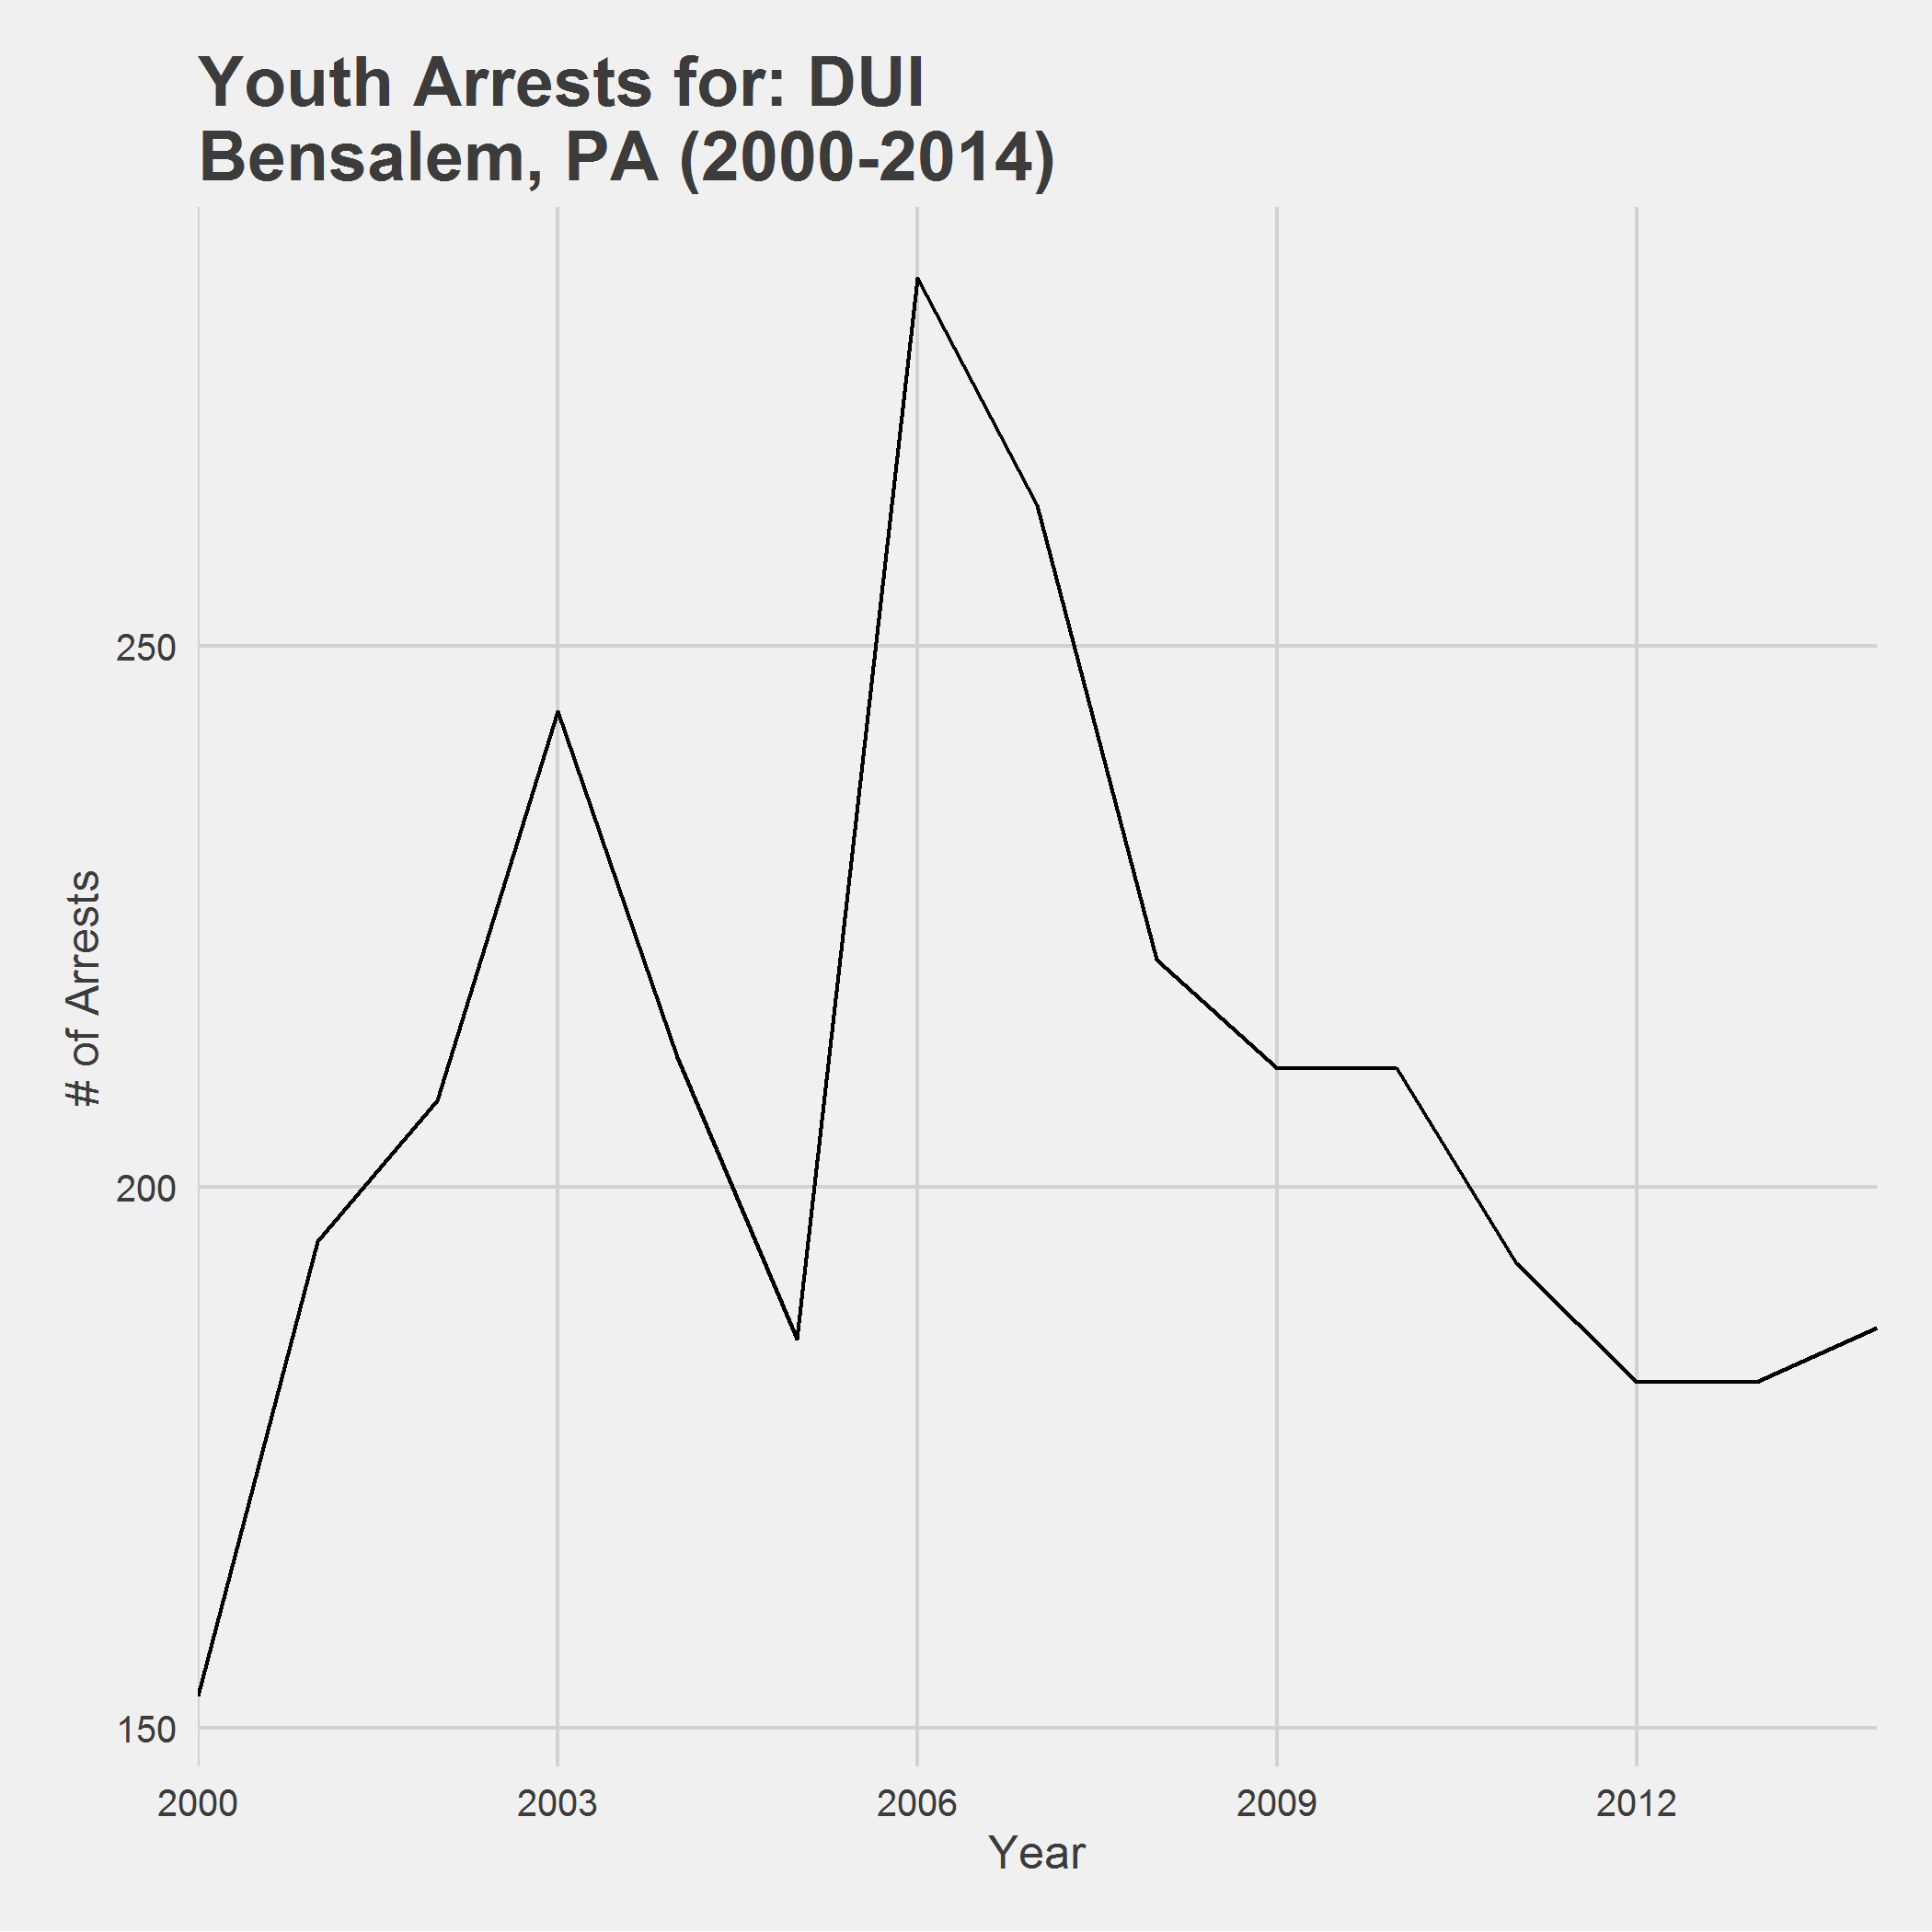 Youth Arrests for: DUI
Bensalem, PA (2000-2014)
# of Arrests
250
200
150
2000 2003 2006 2009 2012
Year